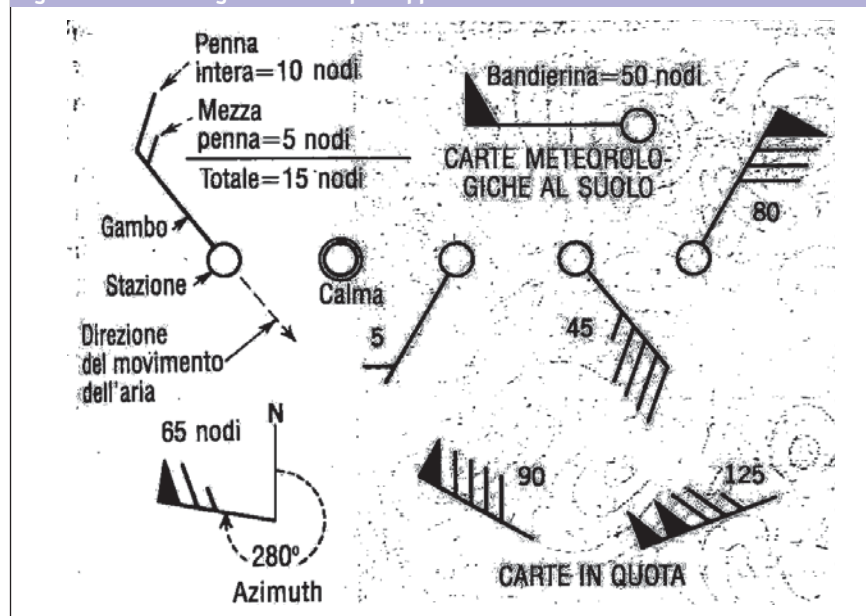 Penna
intera=10 nodi
Mezza
penna=5 nodi
Totale=15 nodi
Gambo
Stazione
Direzione
del movimento
dell'aria
Calma
Bandierina=50 nodi
CARTE METEOROLO-
GICHE AL SUOLO
5
45
80
65 nodi
N
280°
Azimuth
90
125
CARTE IN QUOTA